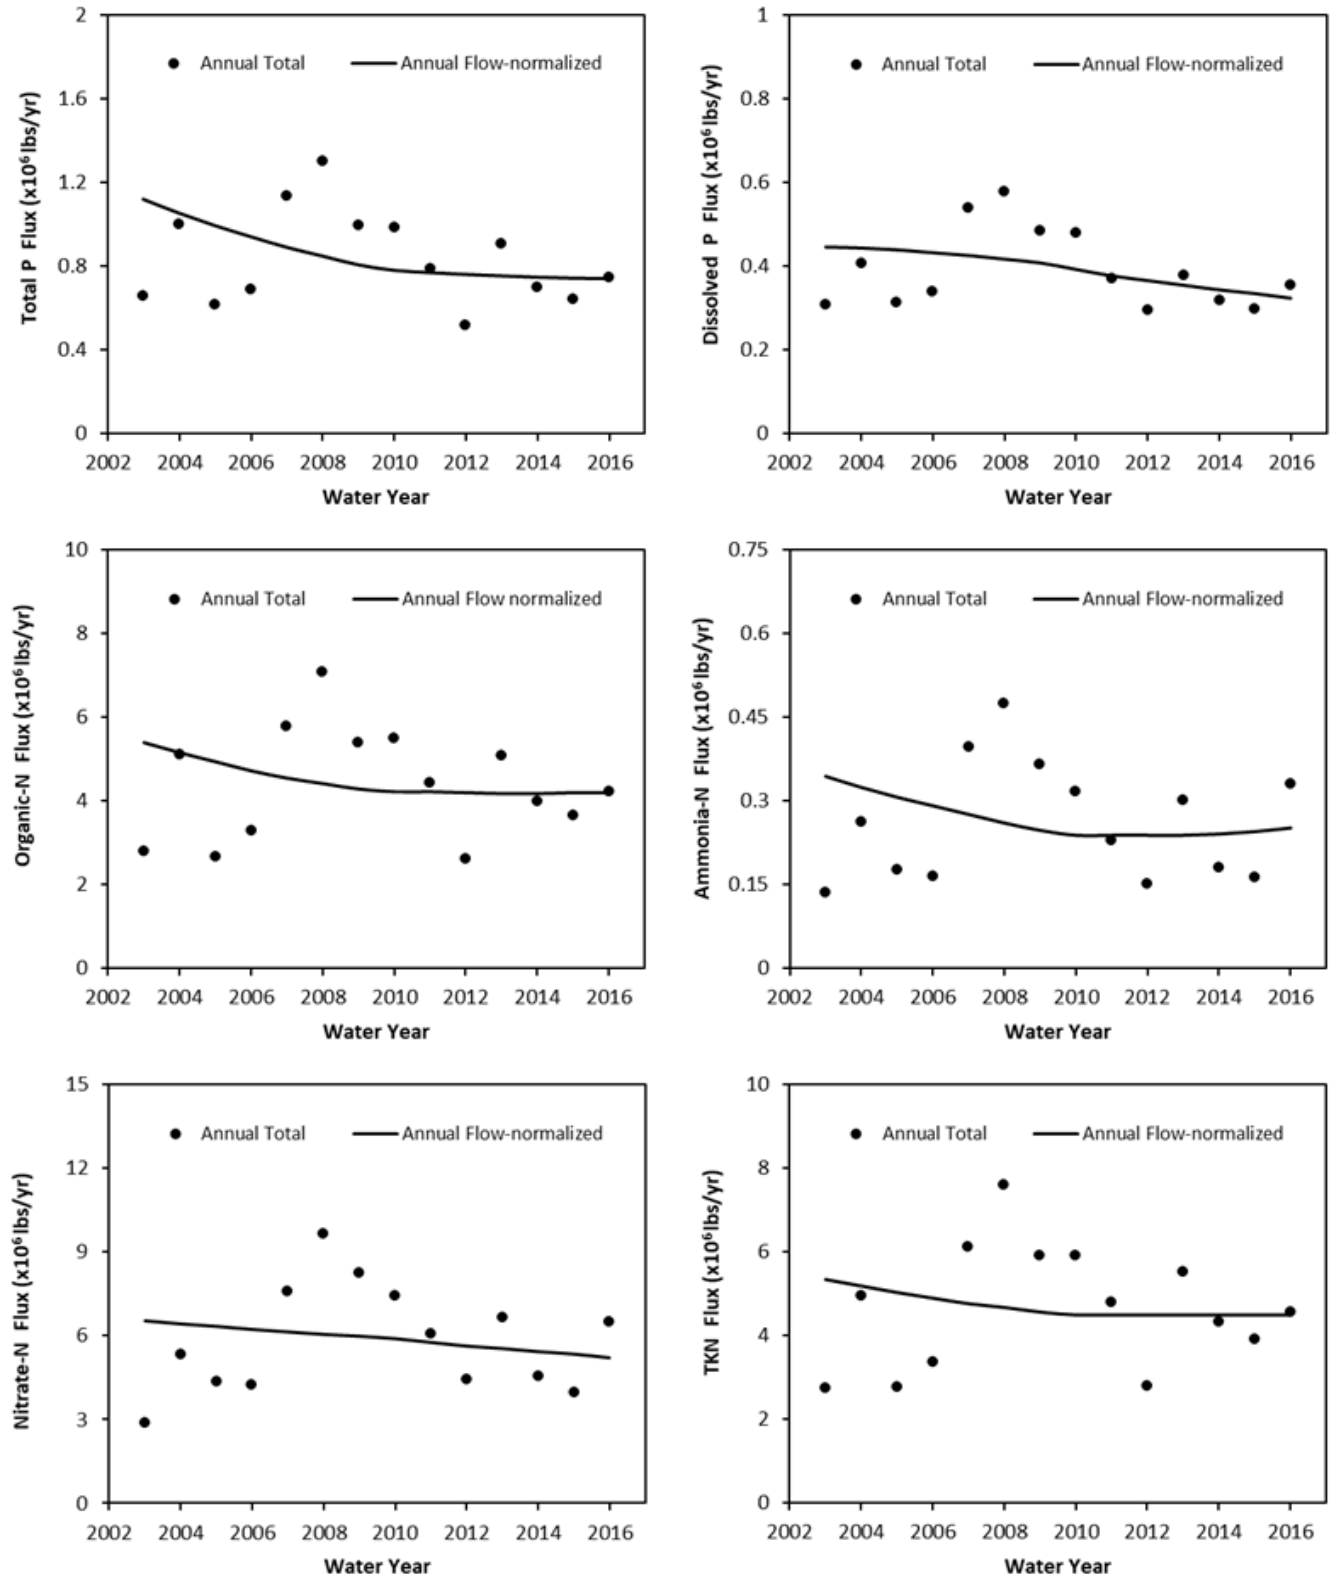 2
1.6
1.2
0.8
0.4
0
Total P Flux (x10⁶ lbs/yr)
Annual Total
Annual Flow-normalized
2002 2004 2006 2008 2010 2012 2014 2016
Water Year
1
0.8
0.6
0.4
0.2
0
Dissolved P Flux (x10⁶ lbs/yr)
Annual Total
Annual Flow-normalized
2002 2004 2006 2008 2010 2012 2014 2016
Water Year
10
8
6
4
2
0
Organic-N Flux (x10⁶ lbs/yr)
Annual Total
Annual Flow normalized
2002 2004 2006 2008 2010 2012 2014 2016
Water Year
0.75
0.6
0.45
0.3
0.15
0
Ammonia-N Flux (x10⁶ lbs/yr)
Annual Total
Annual Flow-normalized
2002 2004 2006 2008 2010 2012 2014 2016
Water Year
15
12
9
6
3
0
Nitrate-N Flux (x10⁶ lbs/yr)
Annual Total
Annual Flow-normalized
2002 2004 2006 2008 2010 2012 2014 2016
Water Year
10
8
6
4
2
0
TKN Flux (x10⁶ lbs/yr)
Annual Total
Annual Flow-normalized
2002 2004 2006 2008 2010 2012 2014 2016
Water Year